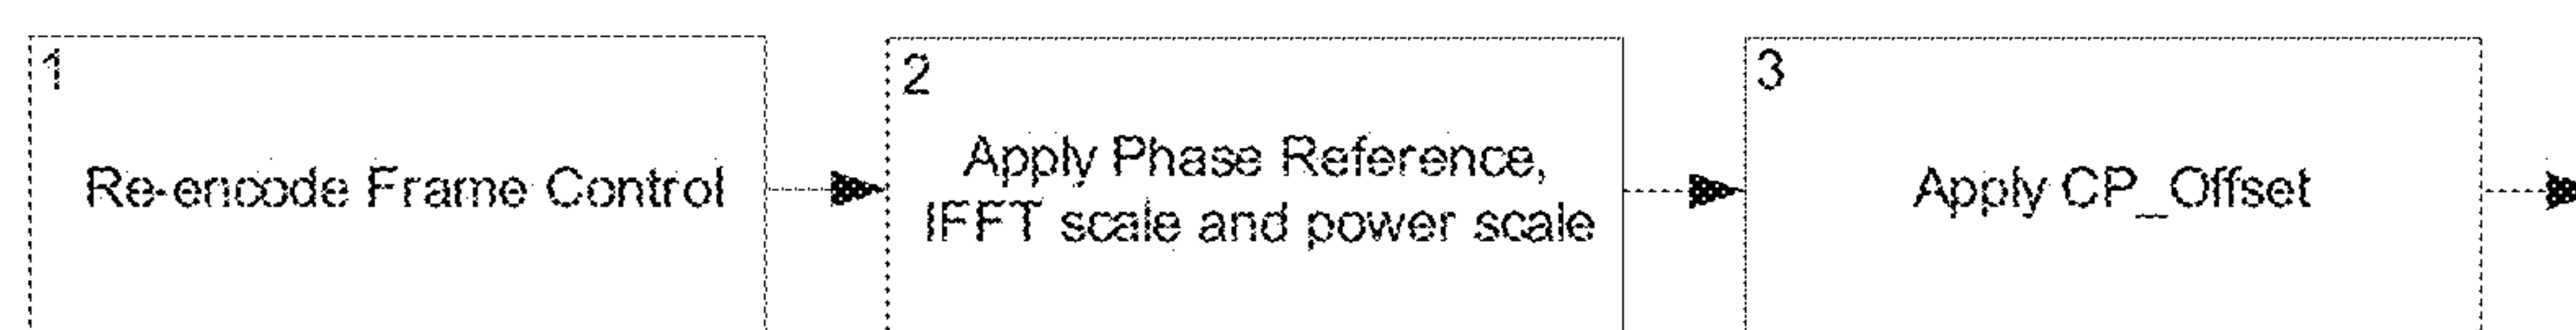 1
Re-encode Frame Control
2
Apply Phase Reference,
IFFT scale and power scale
3
Apply CP_Offset